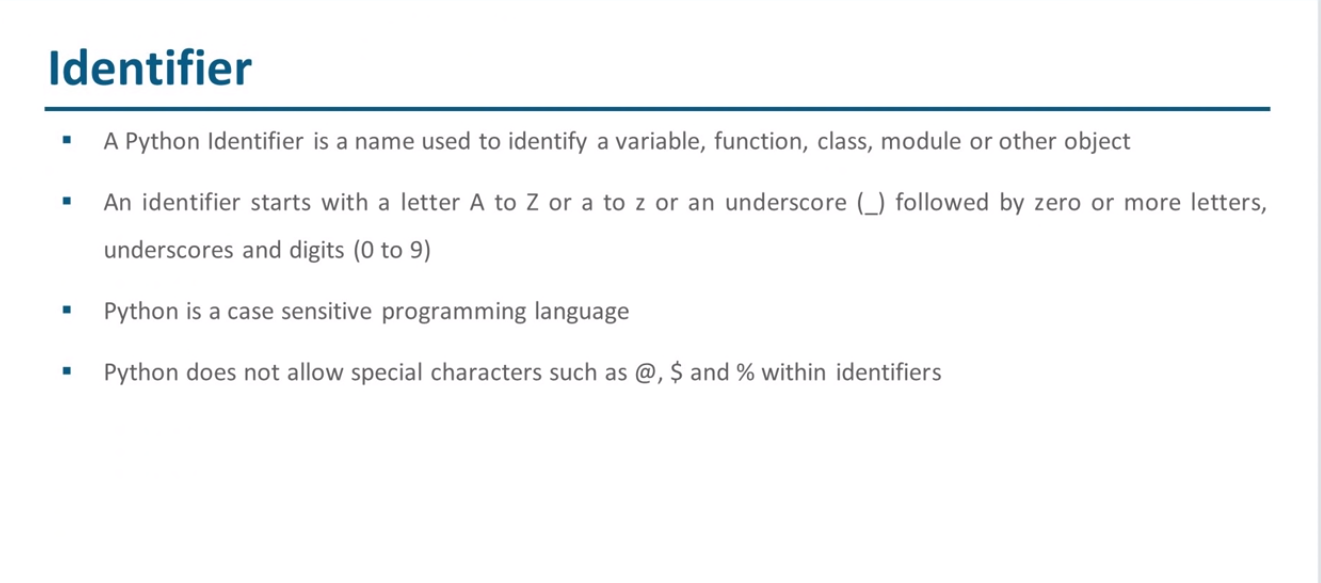 Identifier
▪ A Python Identifier is a name used to identify a variable, function, class, module or other object
▪ An identifier starts with a letter A to Z or a to z or an underscore (_) followed by zero or more letters,
underscores and digits (0 to 9)
▪ Python is a case sensitive programming language
▪ Python does not allow special characters such as @, $ and % within identifiers